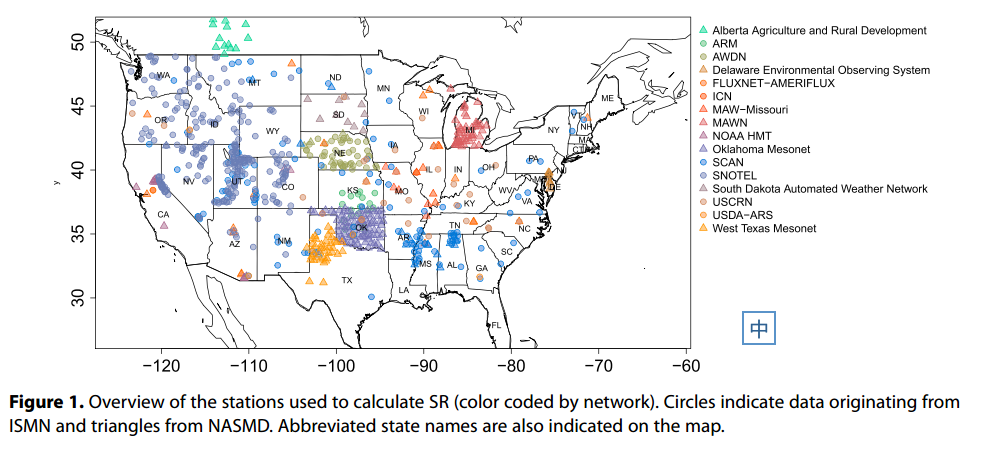 50
45
40
35
30
y
−120
−110
−100
−90
−80
−70
−60
WA
MT
ND
MN
ME
OR
ID
SD
WI
MI
VT
NH
NY
WY
IA
MA
CT
NE
PA
NJ
NV
UT
CO
IL
IN
OH
MD
DE
KS
MO
WV
VA
KY
CA
OK
TN
NC
AZ
NM
AR
SC
MS
AL
GA
TX
LA
FL
Alberta Agriculture and Rural Development
ARM
AWDN
Delaware Environmental Observing System
FLUXNET−AMERIFLUX
ICN
MAW−Missouri
MAWN
NOAA HMT
Oklahoma Mesonet
SCAN
SNOTEL
South Dakota Automated Weather Network
USCRN
USDA−ARS
West Texas Mesonet
中
Figure 1. Overview of the stations used to calculate SR (color coded by network). Circles indicate data originating from
ISMN and triangles from NASMD. Abbreviated state names are also indicated on the map.